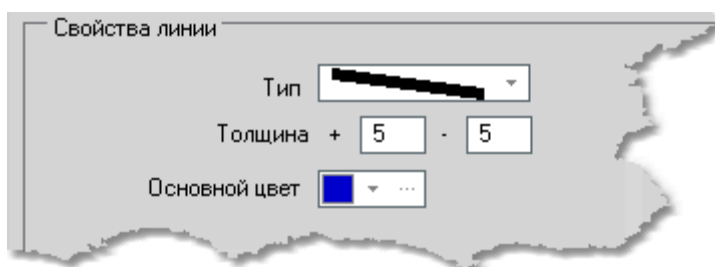 Свойства линии
Тип
Толщина + 5 - 5
Основной цвет ...